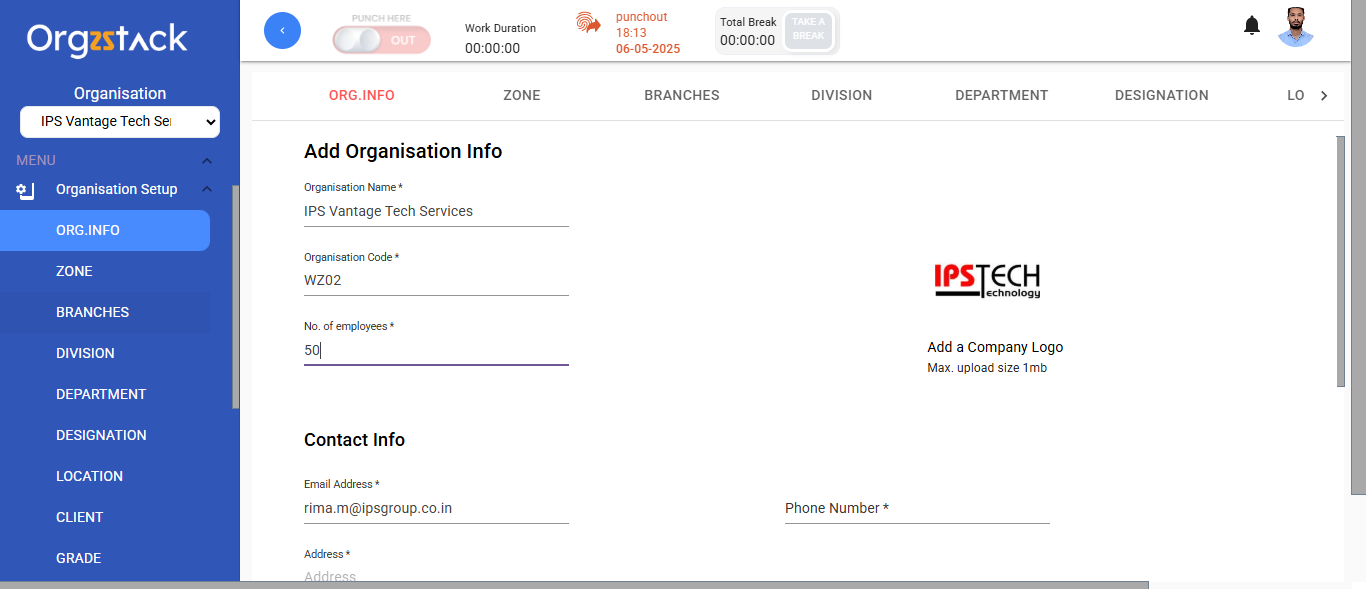 Orgzstack
Organisation
IPS Vantage Tech Ser
MENU
Organisation Setup
ORG.INFO
ZONE
BRANCHES
DIVISION
DEPARTMENT
DESIGNATION
LOCATION
CLIENT
GRADE
PUNCH HERE
OUT
Work Duration
00:00:00
punchout
18:13
06-05-2025
Total Break
00:00:00
TAKE A
BREAK
ORG.INFO ZONE BRANCHES DIVISION DEPARTMENT DESIGNATION LO
Add Organisation Info
Organisation Name *
IPS Vantage Tech Services
Organisation Code *
WZ02
No. of employees *
50
IPSTECH
echnology
Add a Company Logo
Max. upload size 1mb
Contact Info
Email Address *
rima.m@ipsgroup.co.in
Phone Number *
Address *
Address